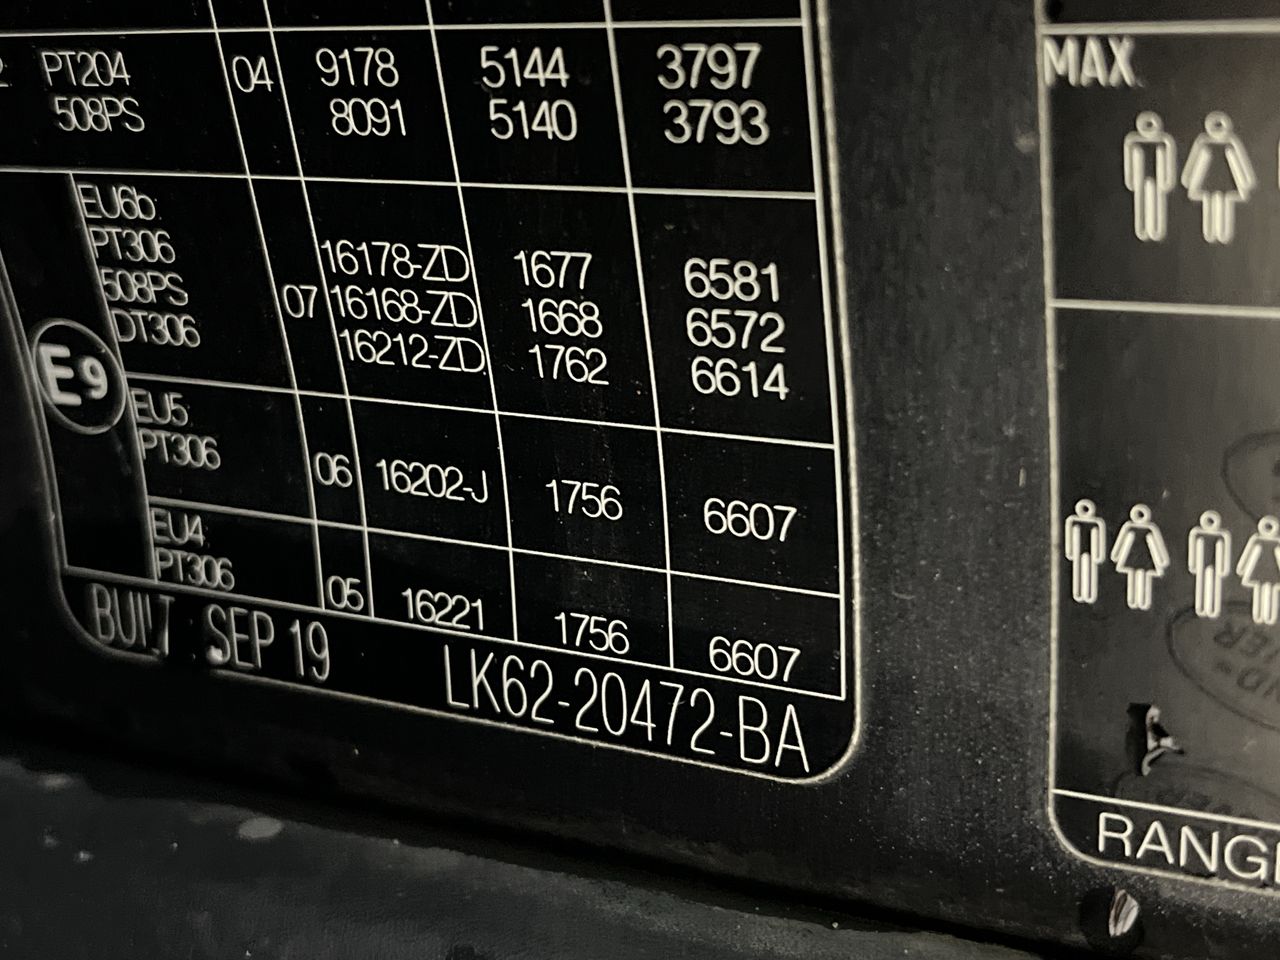 PT204 04 9178 5144 3797
508PS 8091 5140 3793
EU6b:
PT306 16178-ZD 1677 6581
508PS 07 16168-ZD 1668 6572
DT306 16212-ZD 1762 6614
E9
EU5:
PT306 06 16202-J 1756 6607
EU4:
PT306 05 16221 1756 6607
BUILT : SEP 19 LK62-20472-BA
MAX